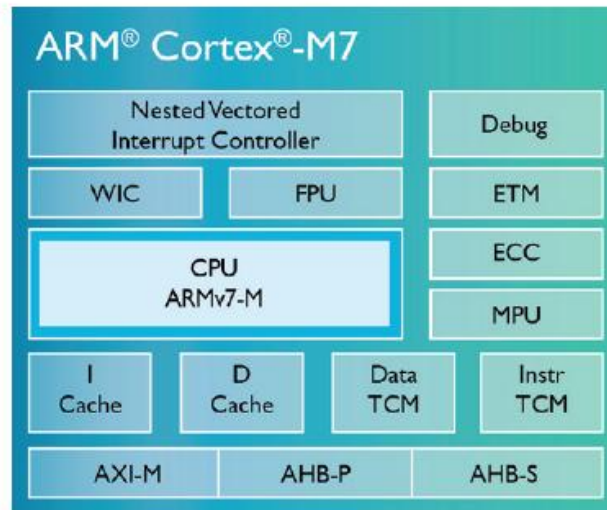 ARM® Cortex®-M7
Nested Vectored
Interrupt Controller
Debug
WIC
FPU
ETM
CPU
ARMv7-M
ECC
MPU
I
Cache
D
Cache
Data
TCM
Instr
TCM
AXI-M
AHB-P
AHB-S